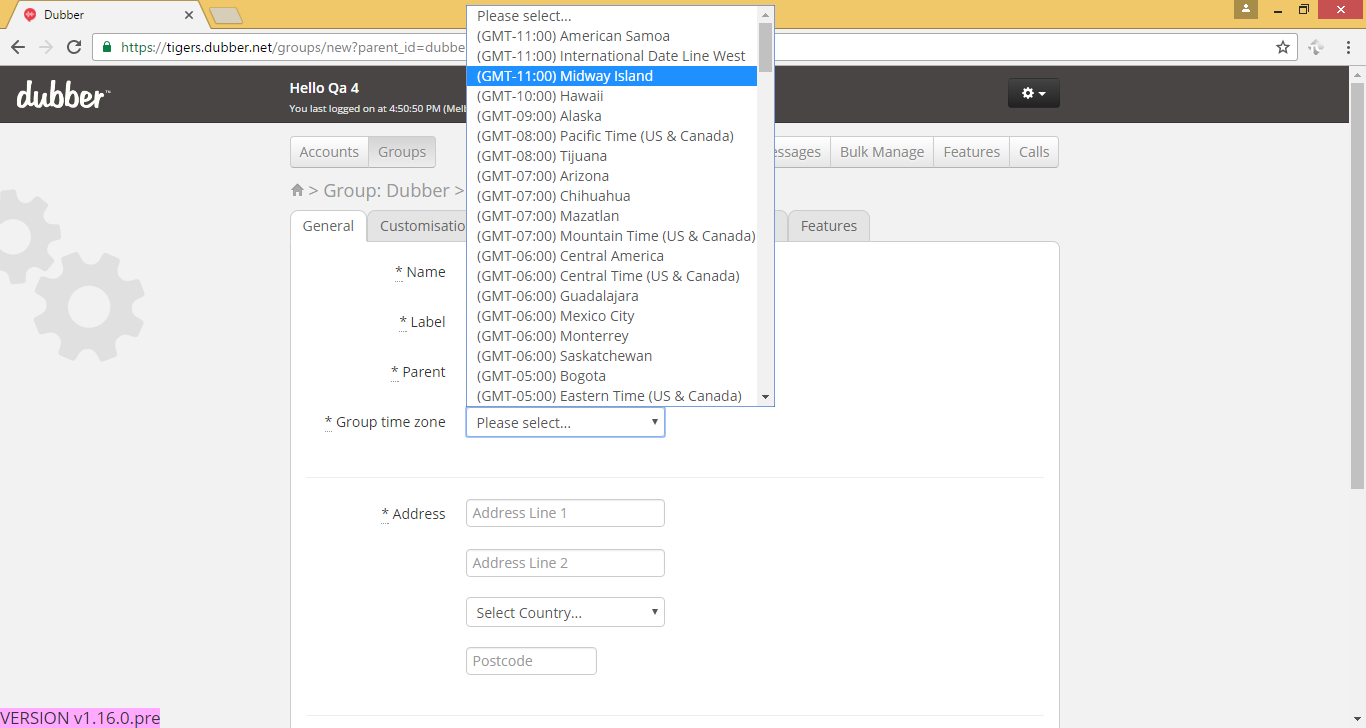 Dubber
https://tigers.dubber.net/groups/new?parent_id=dubbe
dubber™
Hello Qa 4
You last logged on at 4:50:50 PM (Melb
Accounts Groups essages Bulk Manage Features Calls
> Group: Dubber >
General Customisatio Features
* Name
* Label
* Parent
* Group time zone
Please select...
(GMT-11:00) American Samoa
(GMT-11:00) International Date Line West
(GMT-11:00) Midway Island
(GMT-10:00) Hawaii
(GMT-09:00) Alaska
(GMT-08:00) Pacific Time (US & Canada)
(GMT-08:00) Tijuana
(GMT-07:00) Arizona
(GMT-07:00) Chihuahua
(GMT-07:00) Mazatlan
(GMT-07:00) Mountain Time (US & Canada)
(GMT-06:00) Central America
(GMT-06:00) Central Time (US & Canada)
(GMT-06:00) Guadalajara
(GMT-06:00) Mexico City
(GMT-06:00) Monterrey
(GMT-06:00) Saskatchewan
(GMT-05:00) Bogota
(GMT-05:00) Eastern Time (US & Canada)
Please select...
* Address
Address Line 1
Address Line 2
Select Country...
Postcode
VERSION v1.16.0.pre